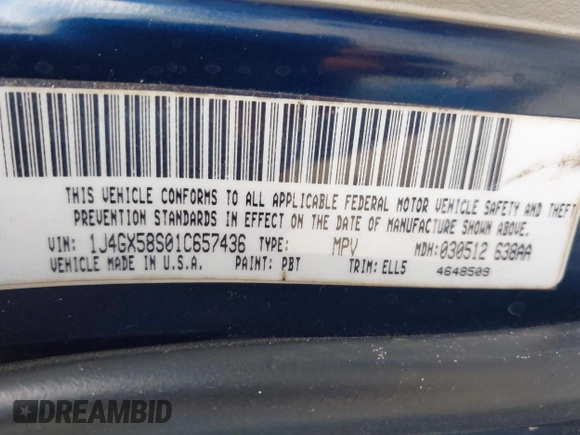 THIS VEHICLE CONFORMS TO ALL APPLICABLE FEDERAL MOTOR VEHICLE SAFETY AND THEFT
PREVENTION STANDARDS IN EFFECT ON THE DATE OF MANUFACTURE SHOWN ABOVE.
VIN: 1J4GX58S01C657436 TYPE: MPV MDH:030512 638AA
VEHICLE MADE IN U.S.A. PAINT: PBT TRIM: ELL5 4648509
DREAMBID